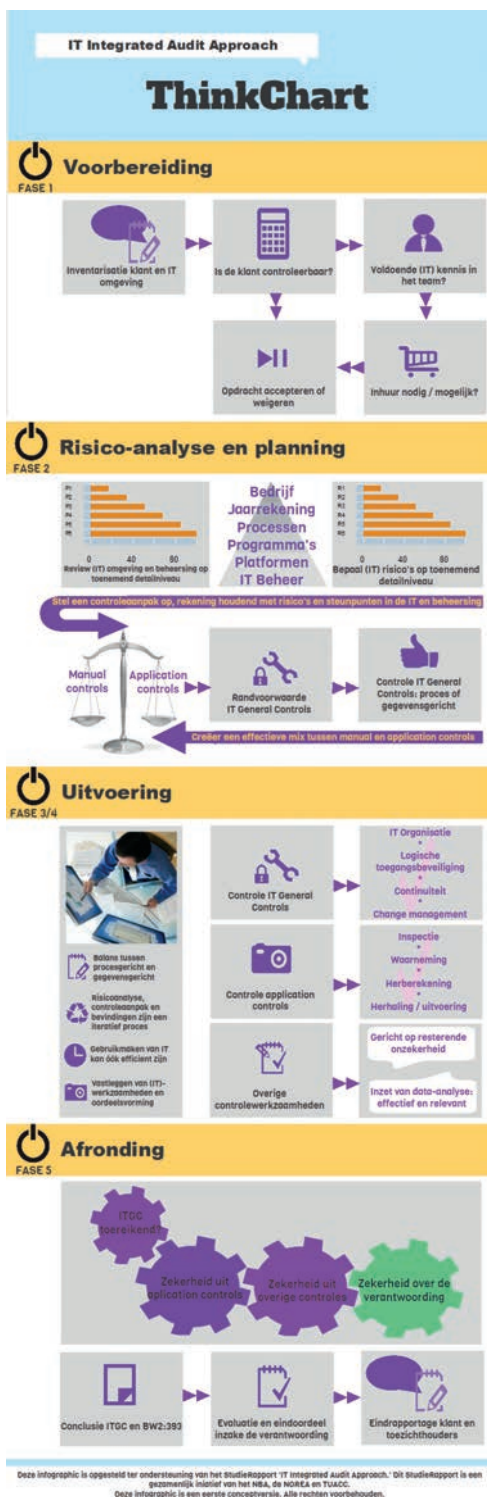 IT Integrated Audit Approach
ThinkChart
FASE 1
Voorbereiding
Inventarisatie klant en IT
omgeving
Is de klant controleerbaar?
Voldoende (IT) kennis in
het team?
Opdracht accepteren of
weigeren
Inhuur nodig / mogelijk?
FASE 2
Risico-analyse en planning
0
80
Review (IT) omgeving en beheersing op
toenemend detailniveau
Bedrijf
Jaarrekening
Processen
Programma's
Platformen
IT Beheer
0
40
80
Bepaal (IT) risico's op toenemend
detailniveau
Stel een controleaanpak op, rekening houdend met risico's en steunpunten in de IT en beheersing
Manual
controls
Application
controls
Randvoorwaarde
IT General Controls
Controle IT General
Controls: proces of
gegevensgericht
Creëer een effectieve mix tussen manual en application controls
FASE 3/4
Uitvoering
Balans tussen
procesgericht en
gegevensgericht
Risicoanalyse,
controleaanpak en
bevindingen zijn een
iteratief proces
Gebruikmaken van IT
kan óók efficient zijn
Vastleggen van (IT)-
werkzaamheden en
oordeelsvorming
Controle IT General
Controls
IT Organisatie
Logische
toegangsbeveiliging
Continuiteit
Change management
Controle application
controls
Inspectie
Waarneming
Herberekening
Herhaling / uitvoering
Overige
controlewerkzaamheden
Gericht op resterende
onzekerheid
Inzet van data-analyse:
effectief en relevant
FASE 5
Afronding
ITGC
toereikend?
Zekerheid uit
aplication controls
Zekerheid uit
overige controles
Zekerheid over de
verantwoording
Conclusie ITGC en BW2:393
Evaluatie en eindoordeel
inzake de verantwoording
Eindrapportage klant en
toezichthouders
Deze infographic is opgesteld ter ondersteuning van het StudieRapport 'IT Integrated Audit Approach.' Dit StudieRapport is een
gezamenlijk iniatief van het NBA, de NOREA en TUACC.
Deze infographic is een eerste conceptversie. Alle rechten voorbehouden.